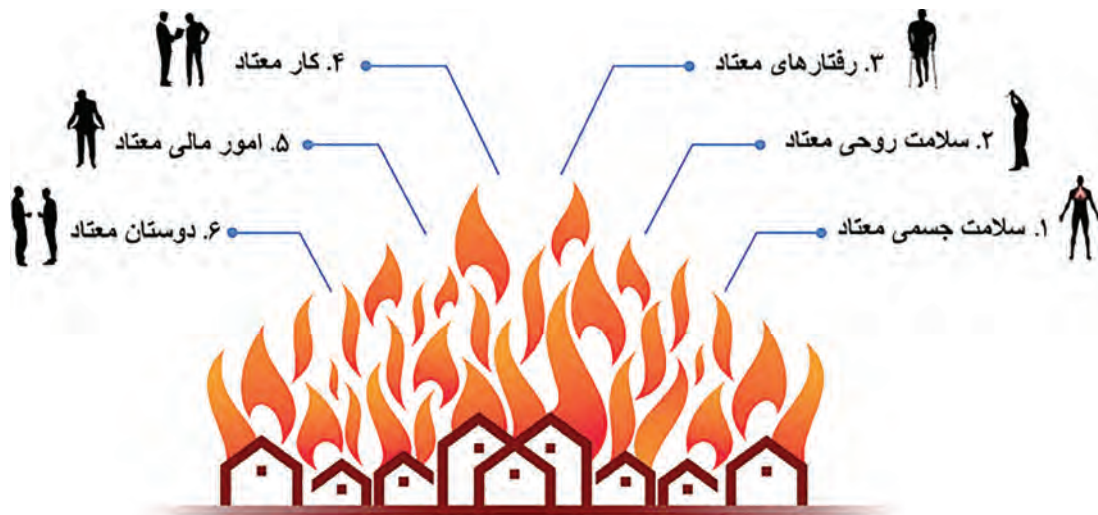 ۱. سلامت جسمی معتاد
۲. سلامت روحی معتاد
۳. رفتارهای معتاد
۴. کار معتاد
۵. امور مالی معتاد
۶. دوستان معتاد